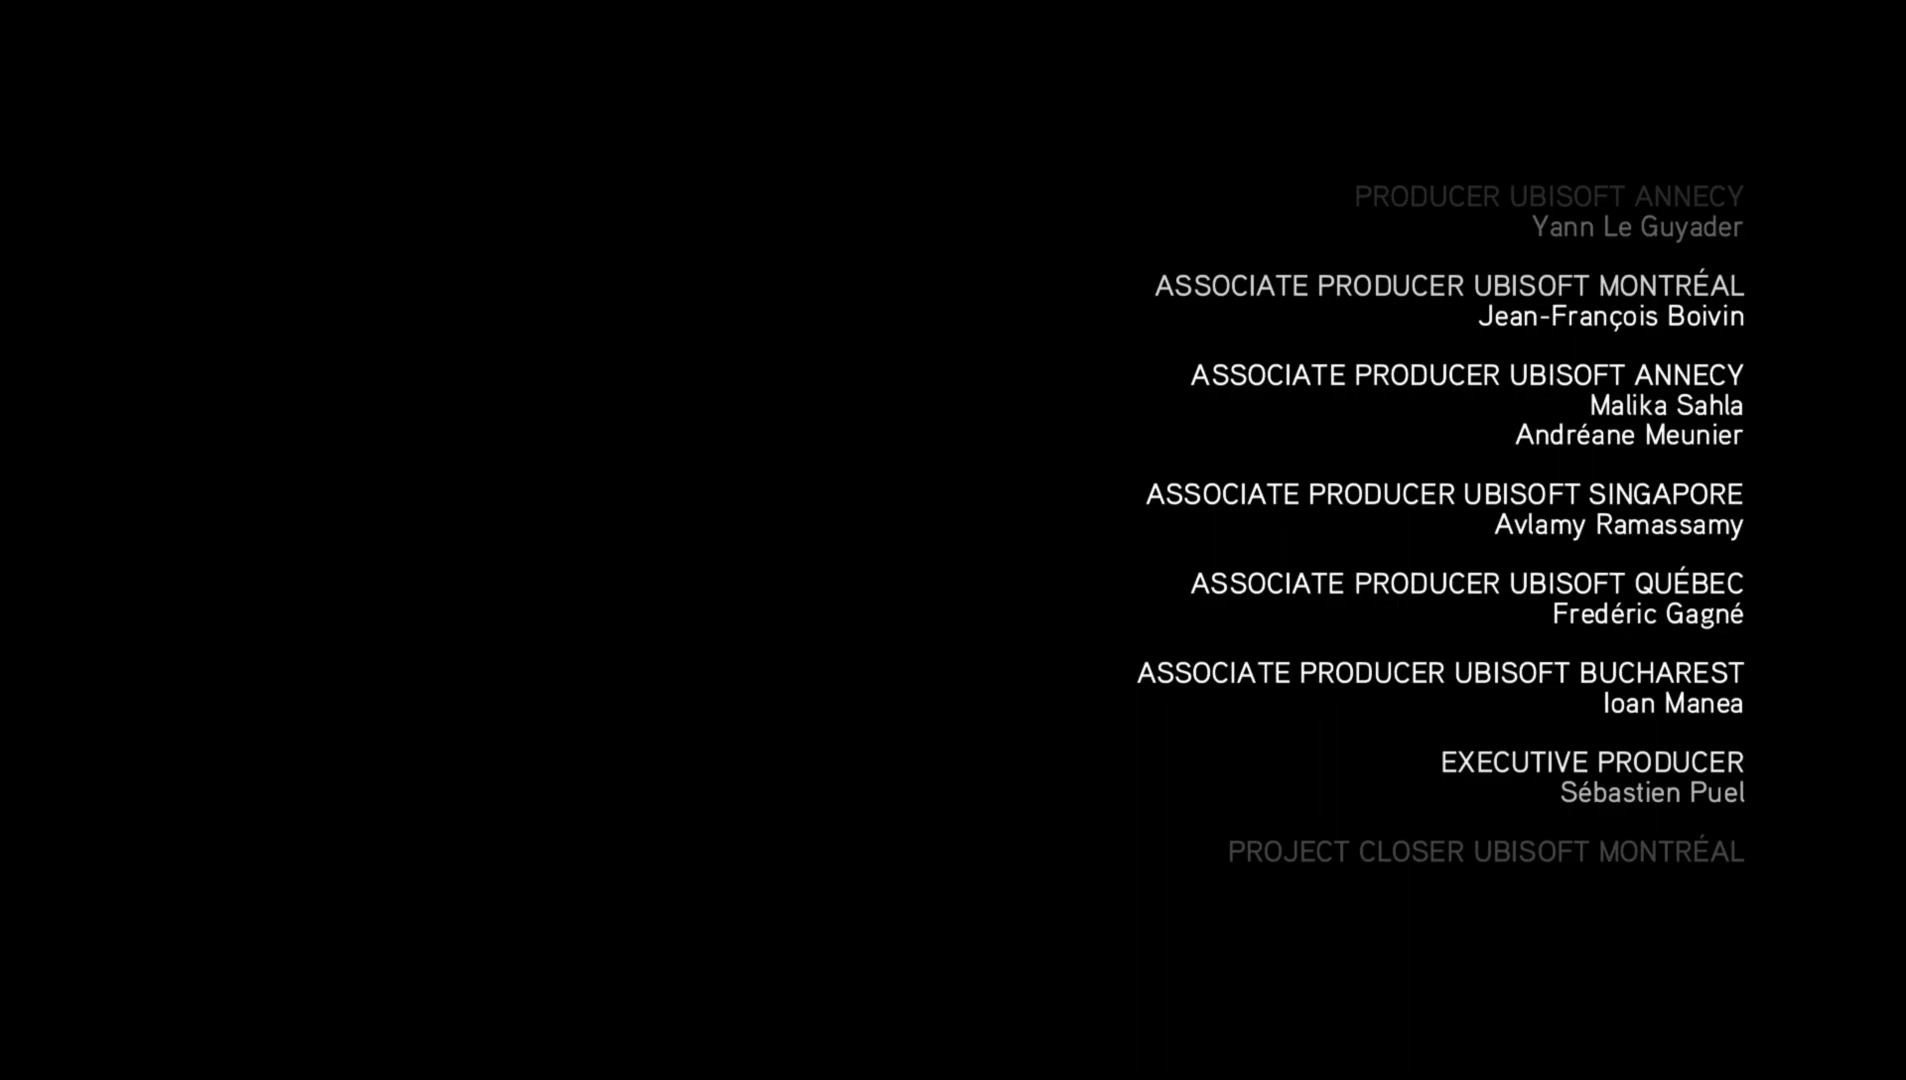 PRODUCER UBISOFT ANNECY
Yann Le Guyader
ASSOCIATE PRODUCER UBISOFT MONTRÉAL
Jean-François Boivin
ASSOCIATE PRODUCER UBISOFT ANNECY
Malika Sahla
Andréane Meunier
ASSOCIATE PRODUCER UBISOFT SINGAPORE
Avlamy Ramassamy
ASSOCIATE PRODUCER UBISOFT QUÉBEC
Fredéric Gagné
ASSOCIATE PRODUCER UBISOFT BUCHAREST
Ioan Manea
EXECUTIVE PRODUCER
Sébastien Puel
PROJECT CLOSER UBISOFT MONTRÉAL